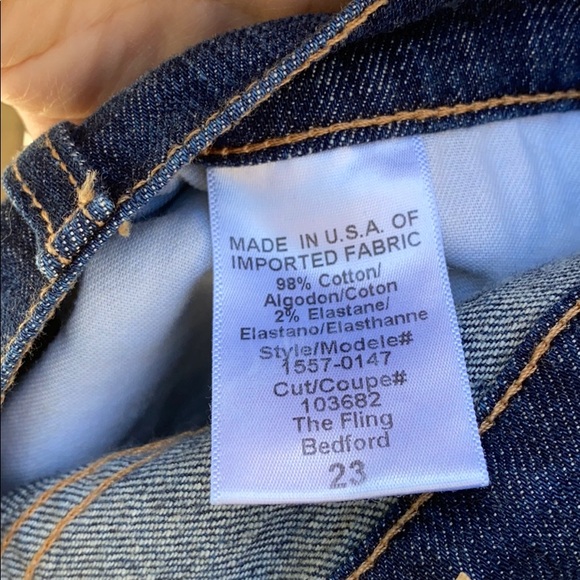 MADE IN U.S.A. OF
IMPORTED FABRIC
98% Cotton/
Algodon/Coton
2% Elastane/
Elastano/Elasthanne
Style/Modele#
1557-0147
Cut/Coupe#
103682
The Fling
Bedford
23